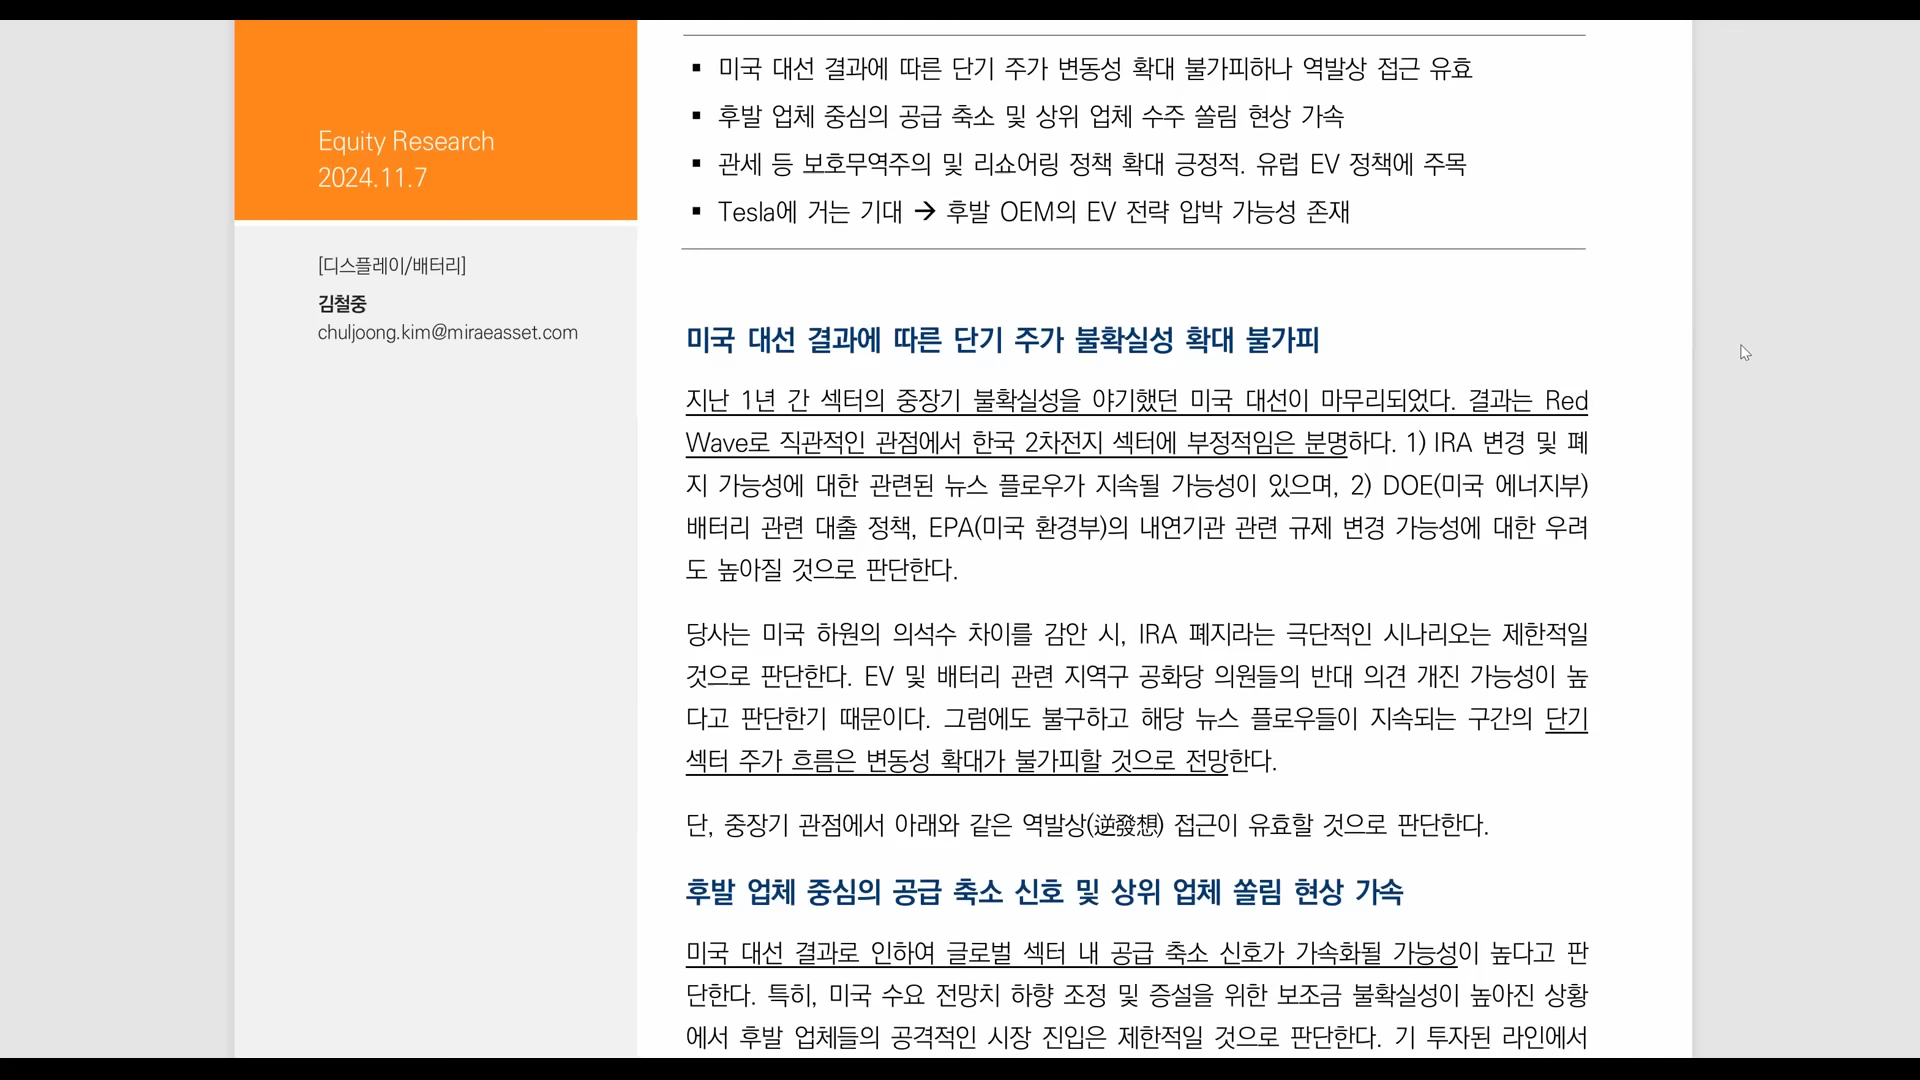 Equity Research
2024.11.7
[디스플레이/배터리]
김철중
chuljoong.kim@miraeasset.com
▪ 미국 대선 결과에 따른 단기 주가 변동성 확대 불가피하나 역발상 접근 유효
▪ 후발 업체 중심의 공급 축소 및 상위 업체 수주 쏠림 현상 가속
▪ 관세 등 보호무역주의 및 리쇼어링 정책 확대 긍정적. 유럽 EV 정책에 주목
▪ Tesla에 거는 기대 → 후발 OEM의 EV 전략 압박 가능성 존재
미국 대선 결과에 따른 단기 주가 불확실성 확대 불가피
지난 1년 간 섹터의 중장기 불확실성을 야기했던 미국 대선이 마무리되었다. 결과는 Red
Wave로 직관적인 관점에서 한국 2차전지 섹터에 부정적임은 분명하다. 1) IRA 변경 및 폐
지 가능성에 대한 관련된 뉴스 플로우가 지속될 가능성이 있으며, 2) DOE(미국 에너지부)
배터리 관련 대출 정책, EPA(미국 환경부)의 내연기관 관련 규제 변경 가능성에 대한 우려
도 높아질 것으로 판단한다.
당사는 미국 하원의 의석수 차이를 감안 시, IRA 폐지라는 극단적인 시나리오는 제한적일
것으로 판단한다. EV 및 배터리 관련 지역구 공화당 의원들의 반대 의견 개진 가능성이 높
다고 판단한기 때문이다. 그럼에도 불구하고 해당 뉴스 플로우들이 지속되는 구간의 단기
섹터 주가 흐름은 변동성 확대가 불가피할 것으로 전망한다.
단, 중장기 관점에서 아래와 같은 역발상(逆發想) 접근이 유효할 것으로 판단한다.
후발 업체 중심의 공급 축소 신호 및 상위 업체 쏠림 현상 가속
미국 대선 결과로 인하여 글로벌 섹터 내 공급 축소 신호가 가속화될 가능성이 높다고 판
단한다. 특히, 미국 수요 전망치 하향 조정 및 증설을 위한 보조금 불확실성이 높아진 상황
에서 후발 업체들의 공격적인 시장 진입은 제한적일 것으로 판단한다. 기 투자된 라인에서